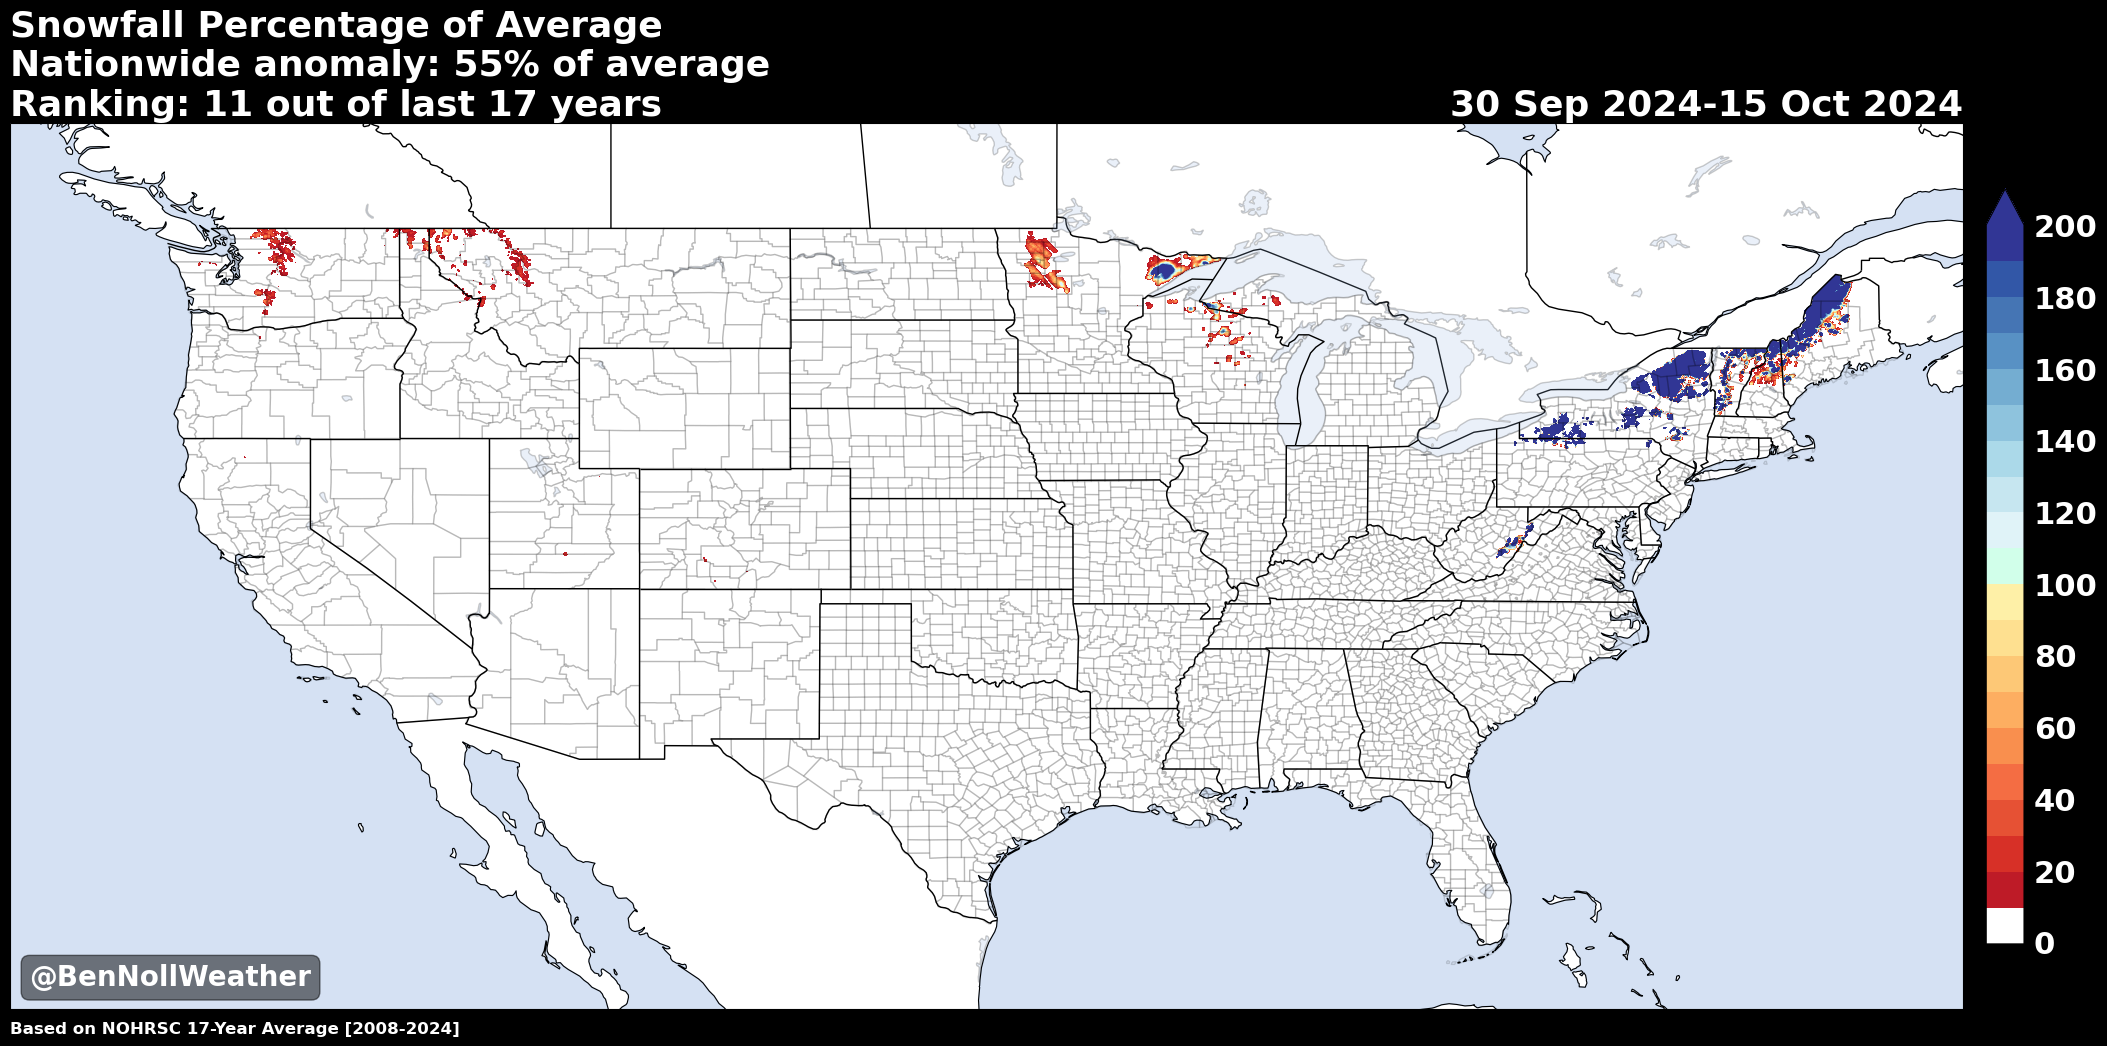 Snowfall Percentage of Average
Nationwide anomaly: 55% of average
Ranking: 11 out of last 17 years
30 Sep 2024-15 Oct 2024
200
180
160
140
120
100
80
60
40
20
0
@BenNollWeather
Based on NOHRSC 17-Year Average [2008-2024]